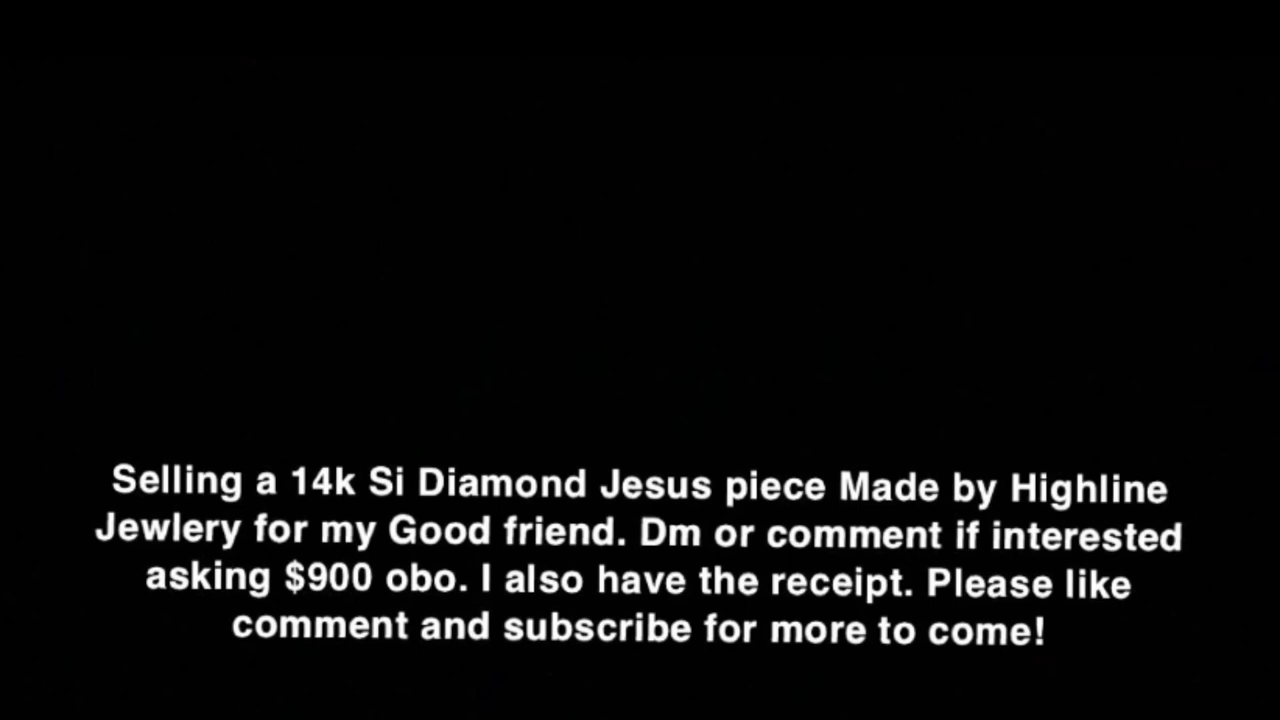 Selling a 14k Si Diamond Jesus piece Made by Highline
Jewlery for my Good friend. Dm or comment if interested
asking $900 obo. I also have the receipt. Please like
comment and subscribe for more to come!